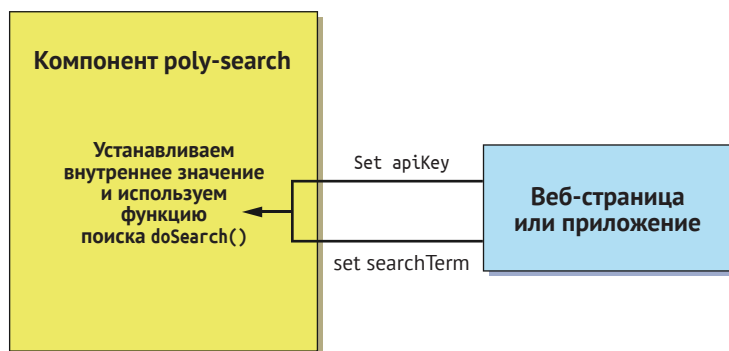 Компонент poly-search
Устанавливаем
внутреннее значение
и используем
функцию
поиска doSearch()
Set apiKey
set searchTerm
Веб-страница
или приложение